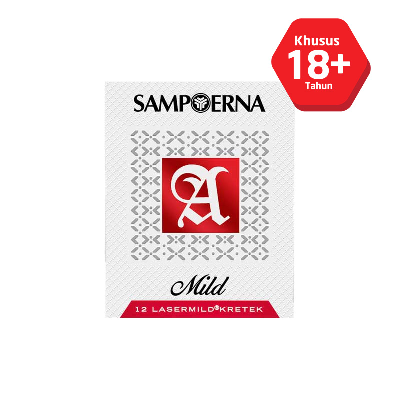 Khusus
18+
Tahun
SAMPOERNA
A
Mild
12 LASERMILD®KRETEK